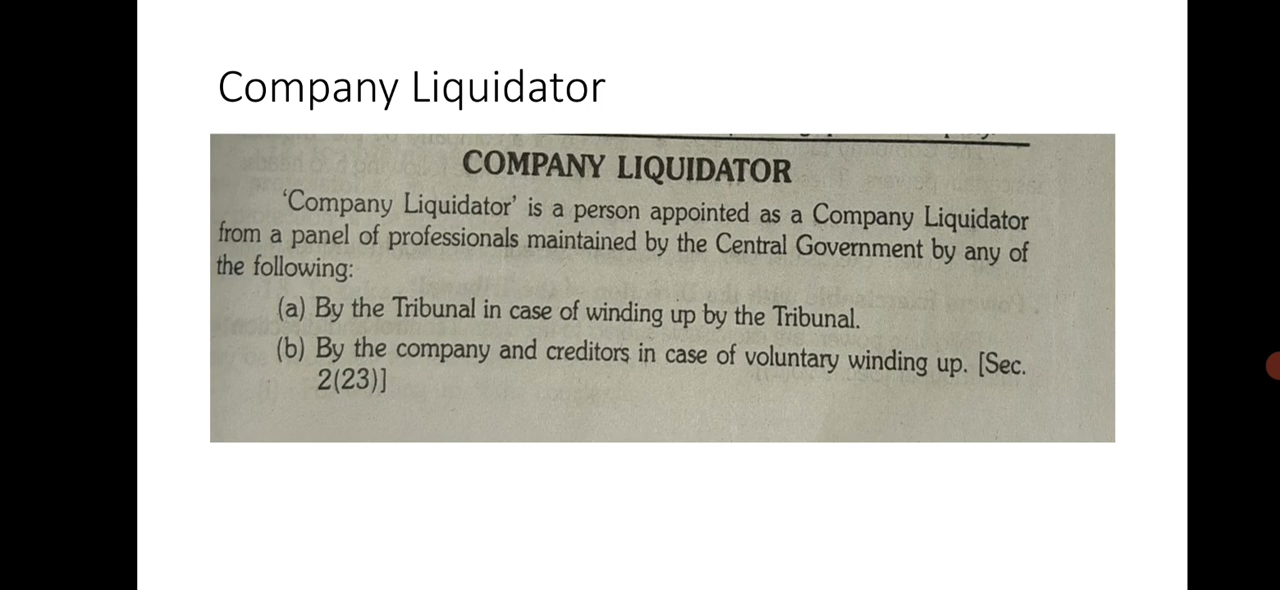 Company Liquidator
COMPANY LIQUIDATOR
‘Company Liquidator’ is a person appointed as a Company Liquidator
from a panel of professionals maintained by the Central Government by any of
the following:
(a) By the Tribunal in case of winding up by the Tribunal.
(b) By the company and creditors in case of voluntary winding up. [Sec.
2(23)]